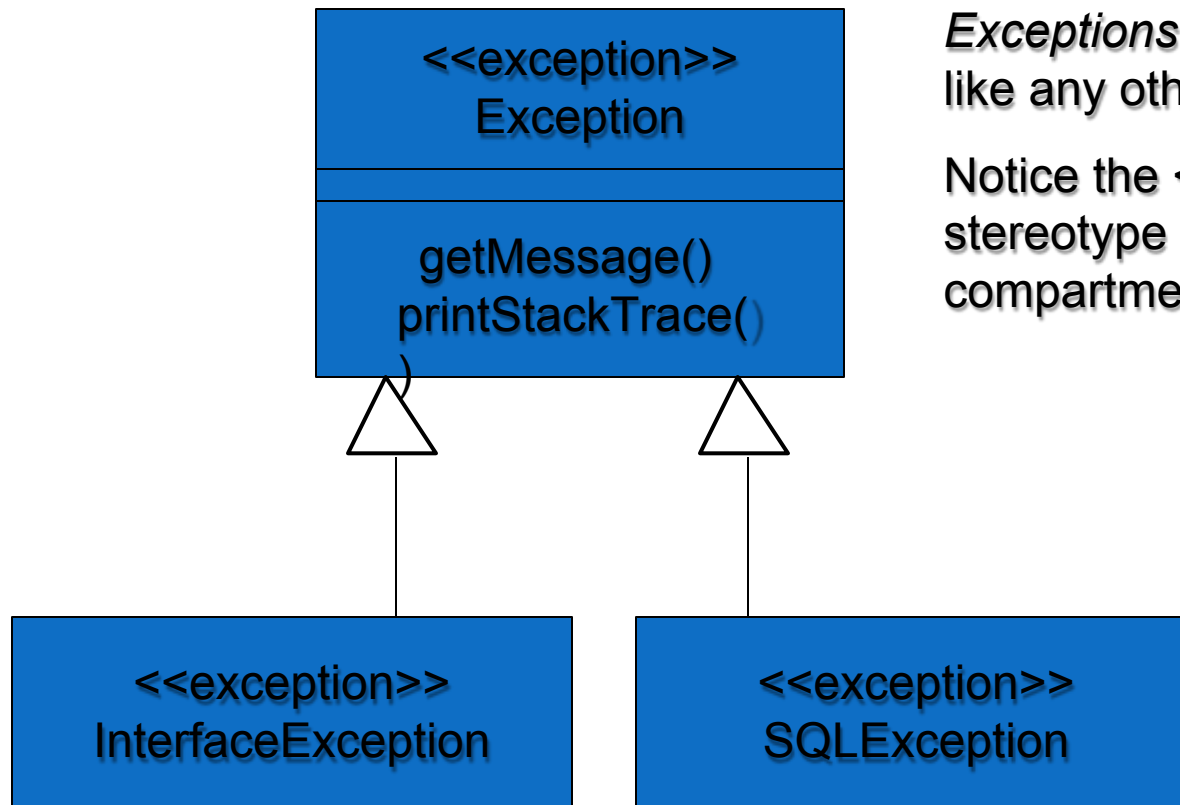 <<exception>>
Exception
getMessage()
printStackTrace()
)
Exceptions
like any oth
Notice the <
stereotype
compartme
<<exception>>
InterfaceException
<<exception>>
SQLException